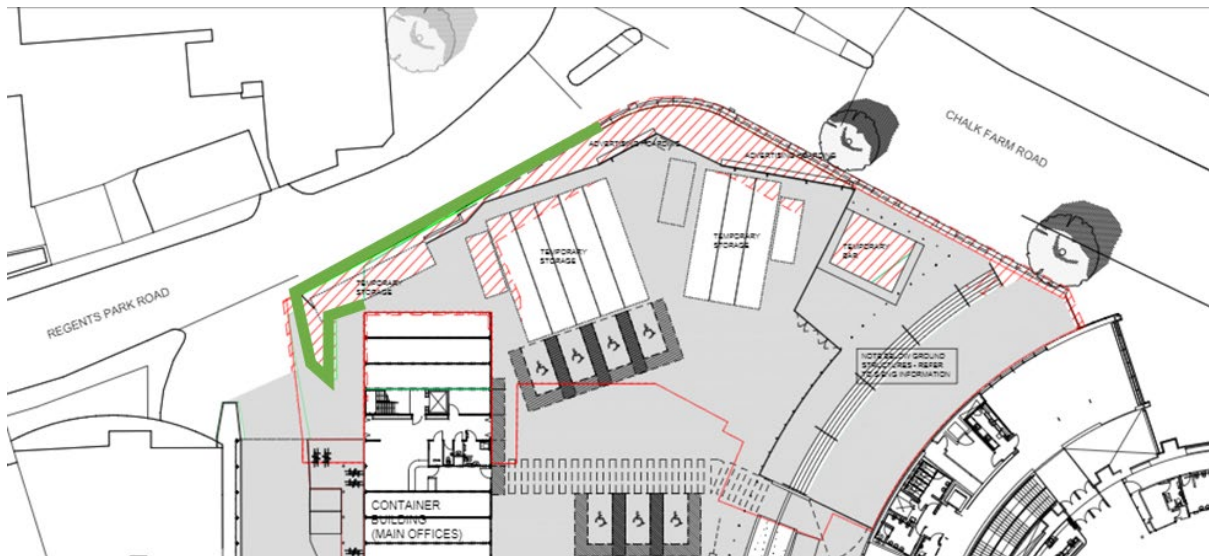 CHALK FARM ROAD
ADVERTISING HOARDING
ADVERTISING HOARDING
TEMPORARY
STORAGE
TEMPORARY
STORAGE
TEMPORARY
BAR
TEMPORARY
STORAGE
REGENTS PARK ROAD
NOTE BELOW GROUND
STRUCTURES - REFER
TO SURVEY INFORMATION
CONTAINER
BUILDING
(MAIN OFFICES)